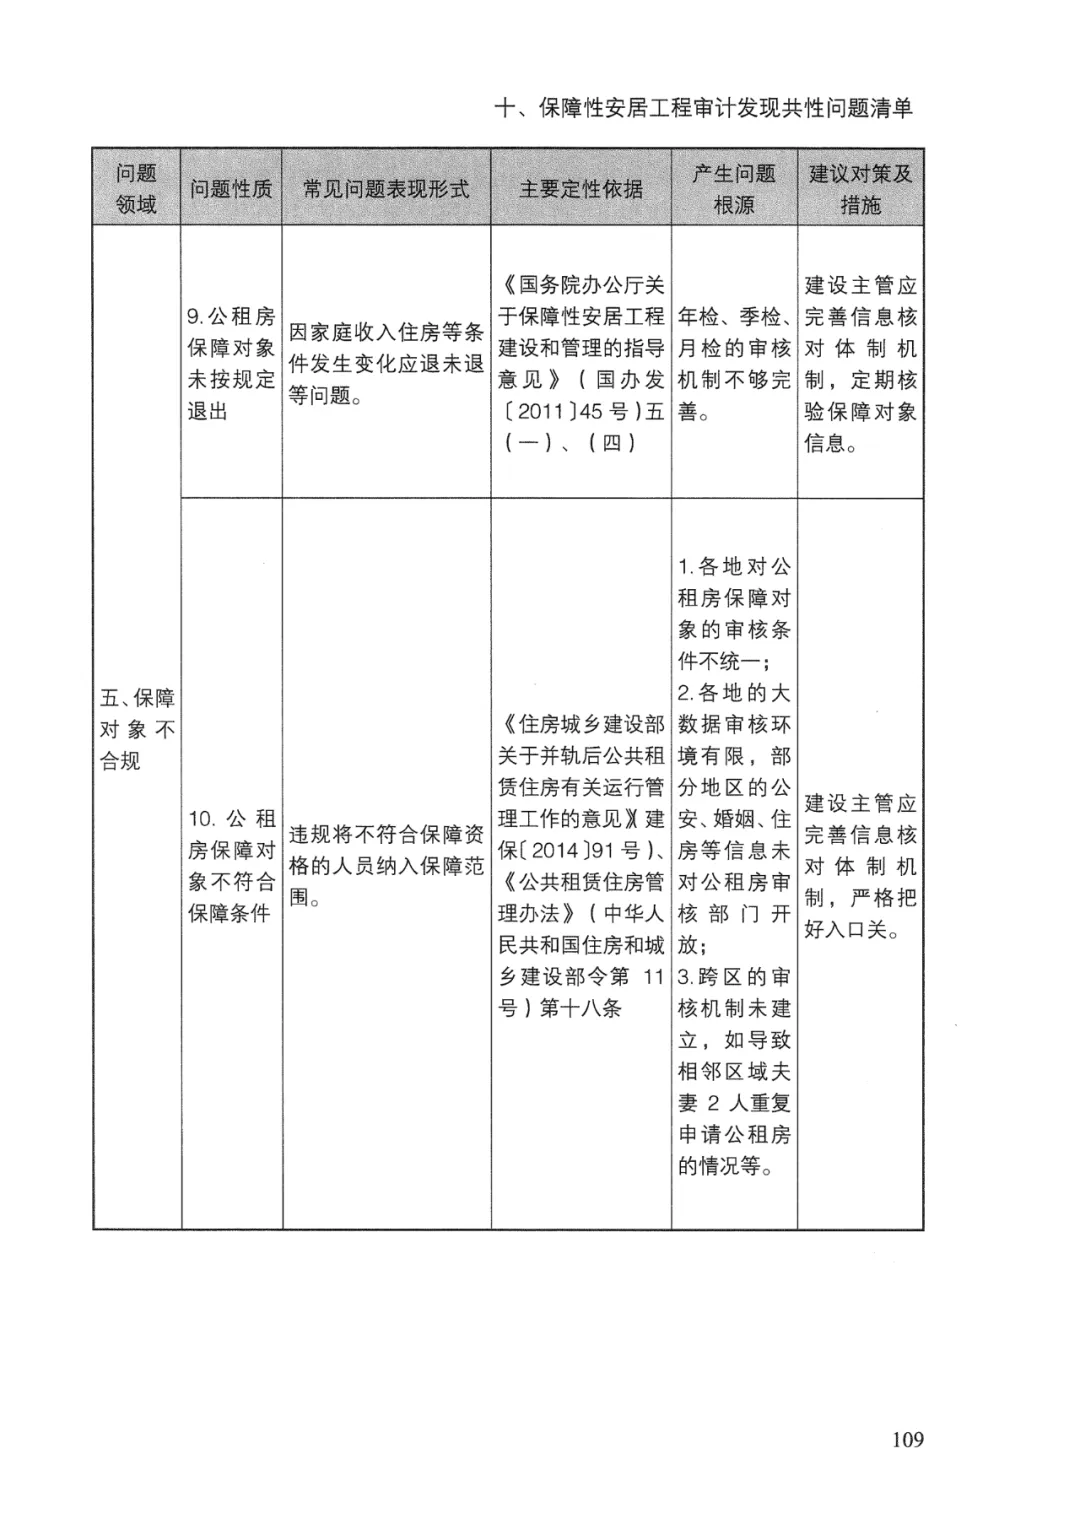 十、保障性安居工程审计发现共性问题清单
问题
领域
问题性质
常见问题表现形式
主要定性依据
产生问题
根源
建议对策及
措施
五、保障
对象不
合规
9.公租房
保障对象
未按规定
退出
因家庭收入住房等条
件发生变化应退未退
等问题。
《国务院办公厅关
于保障性安居工程
建设和管理的指导
意见》（国办发
〔2011〕45号）五
（一）、（四）
年检、季检、
月检的审核
机制不够完
善。
建设主管应
完善信息核
对体制机
制，定期核
验保障对象
信息。
10.公租
房保障对
象不符合
保障条件
违规将不符合保障资
格的人员纳入保障范
围。
《住房城乡建设部
关于并轨后公共租
赁住房有关运行管
理工作的意见》（建
保〔2014〕91号）、
《公共租赁住房管
理办法》（中华人
民共和国住房和城
乡建设部令第 11
号）第十八条
1.各地对公
租房保障对
象的审核条
件不统一；
2.各地的大
数据审核环
境有限，部
分地区的公
安、婚姻、住
房等信息未
对公租房审
核部门开
放；
3.跨区的审
核机制未建
立，如导致
相邻区域夫
妻 2 人重复
申请公租房
的情况等。
建设主管应
完善信息核
对体制机
制，严格把
好入口关。
109